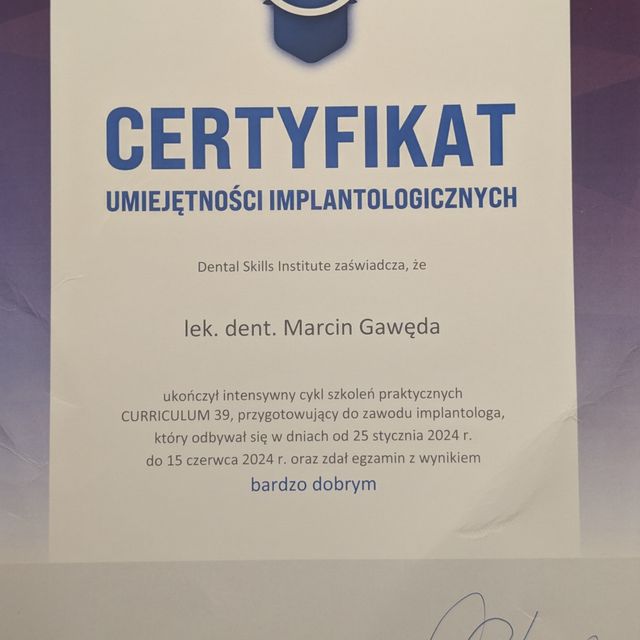 CERTYFIKAT
UMIEJĘTNOŚCI IMPLANTOLOGICZNYCH
Dental Skills Institute zaświadcza, że
lek. dent. Marcin Gawęda
ukończył intensywny cykl szkoleń praktycznych
CURRICULUM 39, przygotowujący do zawodu implantologa,
który odbywał się w dniach od 25 stycznia 2024 r.
do 15 czerwca 2024 r. oraz zdał egzamin z wynikiem
bardzo dobrym